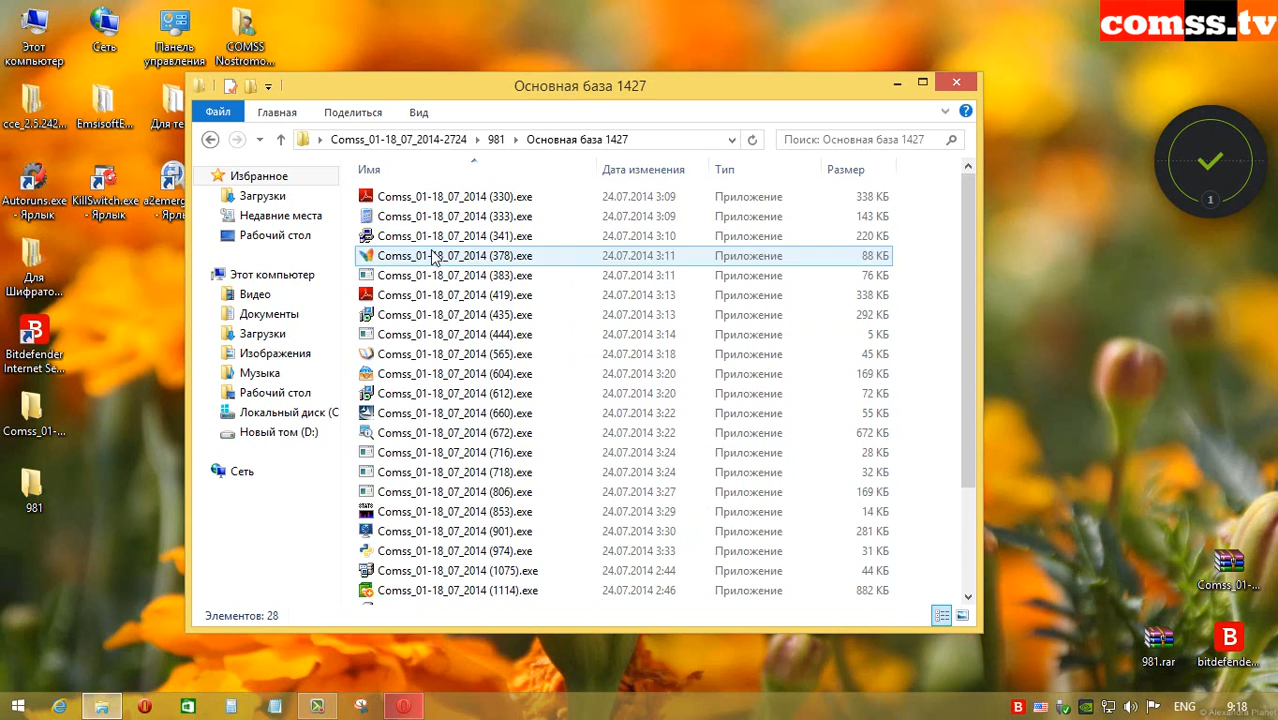 comss.tv
Этот
компьютер
Сеть
Панель
управления
COMSS
Nostromo...
cce_2.5.242...
EmsisoftE...
Для те
Autoruns.exe
- Ярлык
KillSwitch.exe
- Ярлык
a2emerg
- Ярл
Для
Шифрато...
Bitdefender
Internet Se...
Comss_01-...
981
Основная база 1427
Файл
Главная
Поделиться
Вид
Comss_01-18_07_2014-2724
981
Основная база 1427
Поиск: Основная база 1427
Избранное
Загрузки
Недавние места
Рабочий стол
Этот компьютер
Видео
Документы
Загрузки
Изображения
Музыка
Рабочий стол
Локальный диск (C
Новый том (D:)
Сеть
Имя Дата изменения Тип Размер
Comss_01-18_07_2014 (330).exe 24.07.2014 3:09 Приложение 338 КБ
Comss_01-18_07_2014 (333).exe 24.07.2014 3:09 Приложение 143 КБ
Comss_01-18_07_2014 (341).exe 24.07.2014 3:10 Приложение 220 КБ
Comss_01-18_07_2014 (378).exe 24.07.2014 3:11 Приложение 88 КБ
Comss_01-18_07_2014 (383).exe 24.07.2014 3:11 Приложение 76 КБ
Comss_01-18_07_2014 (419).exe 24.07.2014 3:13 Приложение 338 КБ
Comss_01-18_07_2014 (435).exe 24.07.2014 3:13 Приложение 292 КБ
Comss_01-18_07_2014 (444).exe 24.07.2014 3:14 Приложение 5 КБ
Comss_01-18_07_2014 (565).exe 24.07.2014 3:18 Приложение 45 КБ
Comss_01-18_07_2014 (604).exe 24.07.2014 3:20 Приложение 169 КБ
Comss_01-18_07_2014 (612).exe 24.07.2014 3:20 Приложение 72 КБ
Comss_01-18_07_2014 (660).exe 24.07.2014 3:22 Приложение 55 КБ
Comss_01-18_07_2014 (672).exe 24.07.2014 3:22 Приложение 672 КБ
Comss_01-18_07_2014 (716).exe 24.07.2014 3:24 Приложение 28 КБ
Comss_01-18_07_2014 (718).exe 24.07.2014 3:24 Приложение 32 КБ
Comss_01-18_07_2014 (806).exe 24.07.2014 3:27 Приложение 169 КБ
Comss_01-18_07_2014 (853).exe 24.07.2014 3:29 Приложение 14 КБ
Comss_01-18_07_2014 (901).exe 24.07.2014 3:30 Приложение 281 КБ
Comss_01-18_07_2014 (974).exe 24.07.2014 3:33 Приложение 31 КБ
Comss_01-18_07_2014 (1075).exe 24.07.2014 2:44 Приложение 44 КБ
Comss_01-18_07_2014 (1114).exe 24.07.2014 2:46 Приложение 882 КБ
Элементов: 28
1
Comss_01-...
981.rar
bitdefende...
ENG
9:18